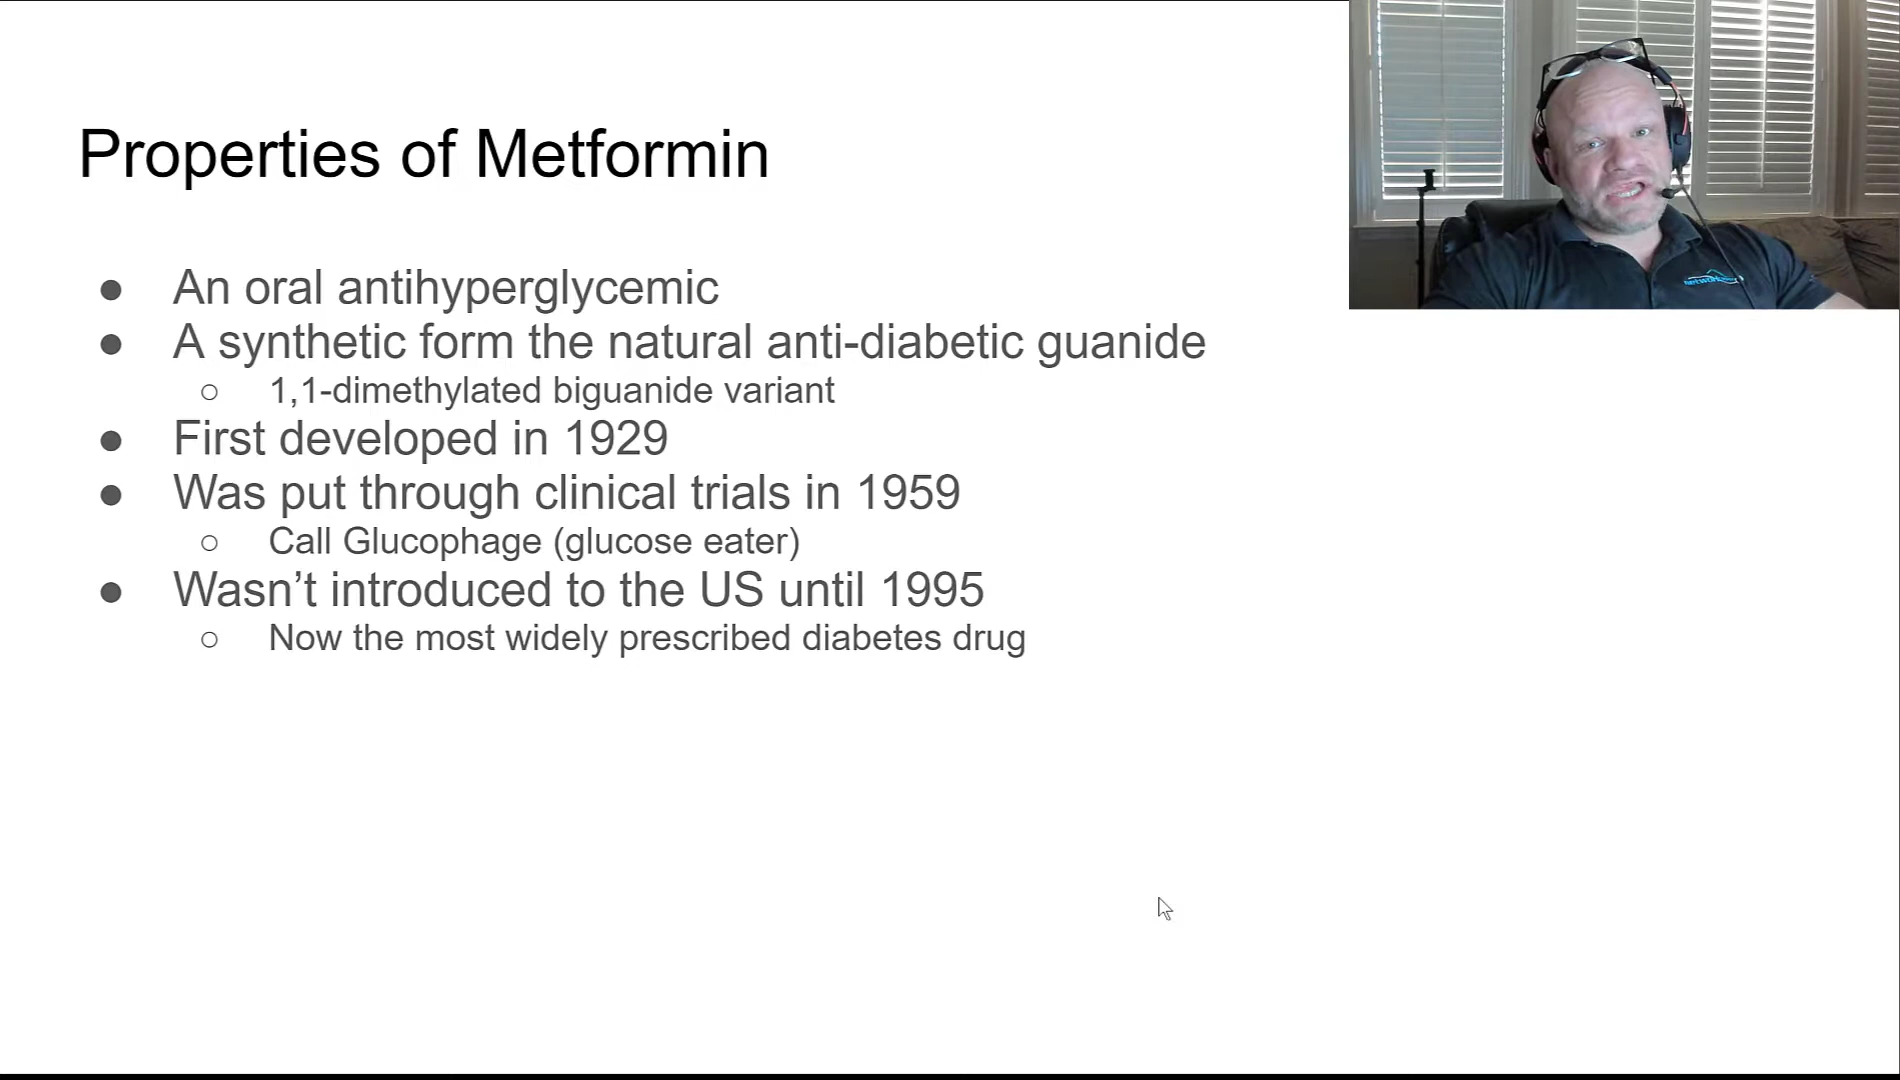 Properties of Metformin
● An oral antihyperglycemic
● A synthetic form the natural anti-diabetic guanide
○ 1,1-dimethylated biguanide variant
● First developed in 1929
● Was put through clinical trials in 1959
○ Call Glucophage (glucose eater)
● Wasn’t introduced to the US until 1995
○ Now the most widely prescribed diabetes drug